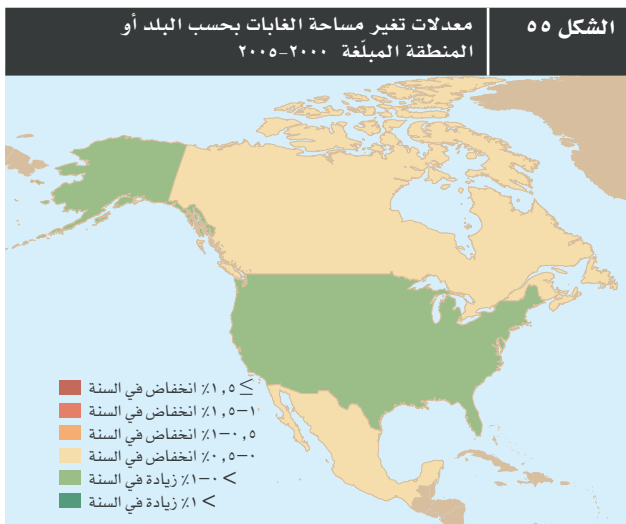 الشكل ٥٥
معدلات تغير مساحة الغابات بحسب البلد أو
المنطقة المبلّغة ٢٠٠٠-٢٠٠٥
≥ ١,٥٪ انخفاض في السنة
١-١,٥٪ انخفاض في السنة
٠,٥-١٪ انخفاض في السنة
٠-٠,٥٪ انخفاض في السنة
> ٠-١٪ زيادة في السنة
> ١٪ زيادة في السنة